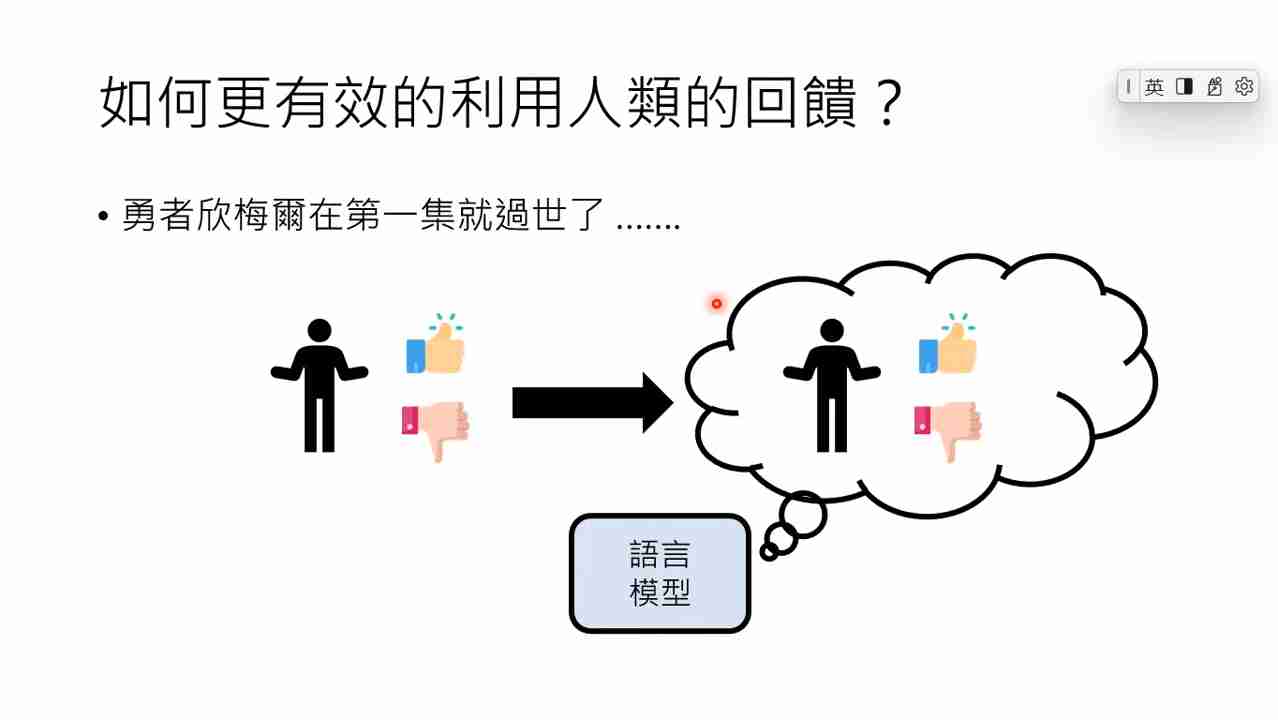 如何更有效的利用人類的回饋？
英
• 勇者欣梅爾在第一集就過世了 .......
語言
模型